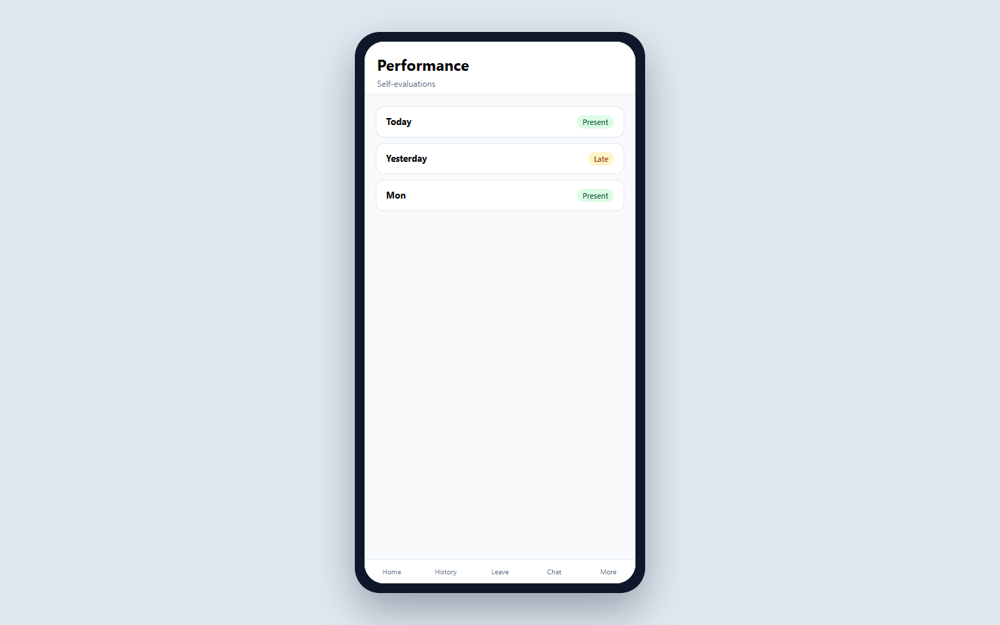 Performance
Self-evaluations
Today Present
Yesterday Late
Mon Present
Home History Leave Chat More